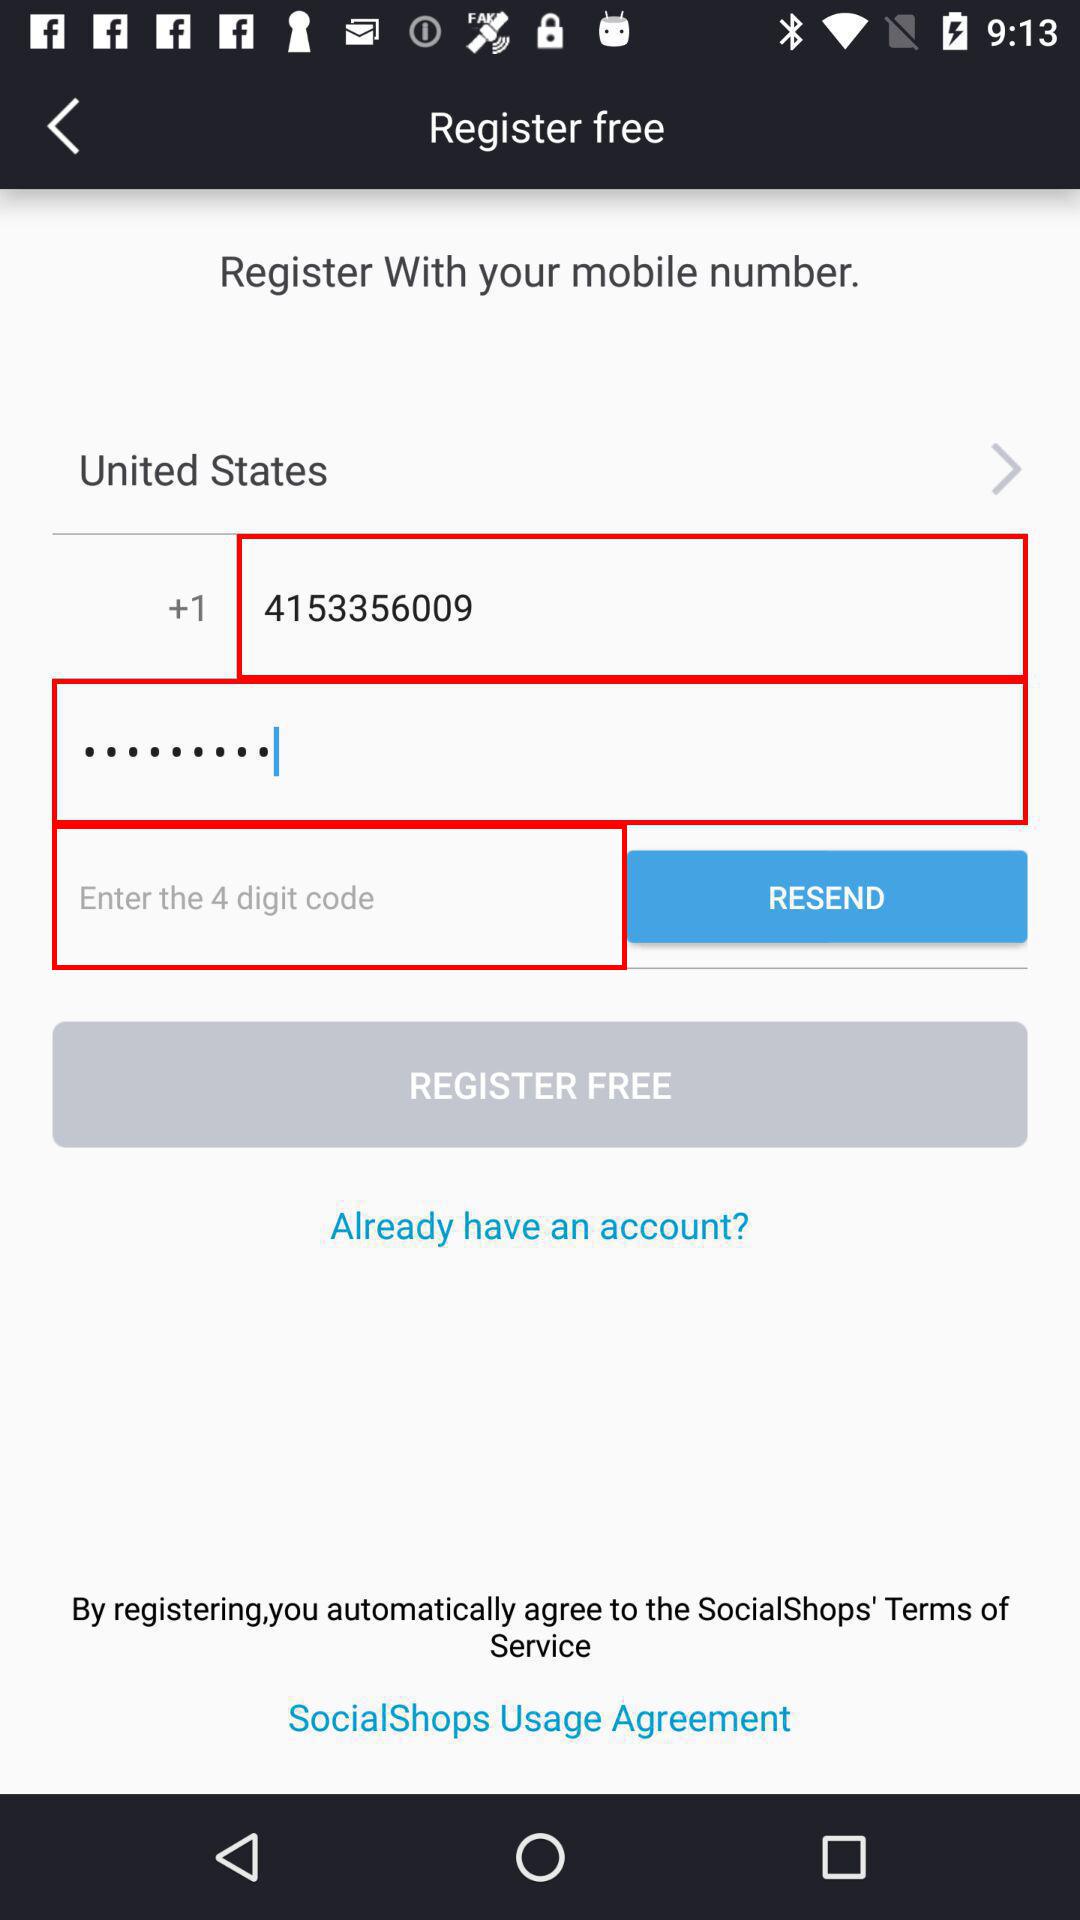 FAKE
9:13
Register free
Register With your mobile number.
United States
+1
4153356009
•••••••••
Enter the 4 digit code
RESEND
REGISTER FREE
Already have an account?
By registering,you automatically agree to the SocialShops' Terms of
Service
SocialShops Usage Agreement